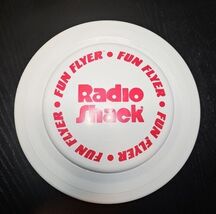 Radio
Shack
FUN FLYER • FUN FLYER • FUN FLYER • FUN FLYER •